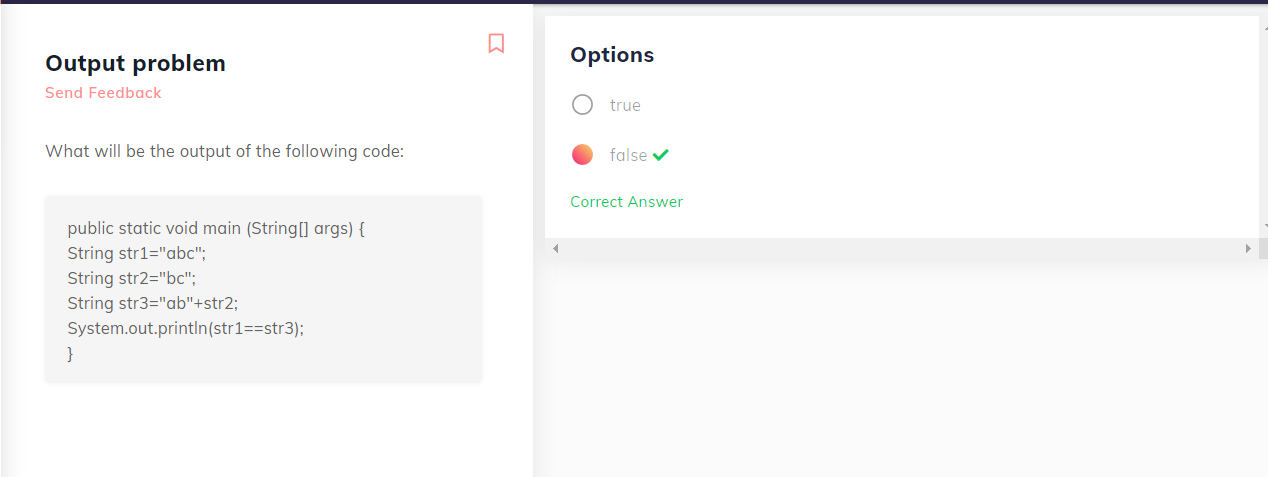 Output problem
Send Feedback
What will be the output of the following code:
public static void main (String[] args) {
String str1="abc";
String str2="bc";
String str3="ab"+str2;
System.out.println(str1==str3);
}
Options
true
false
Correct Answer